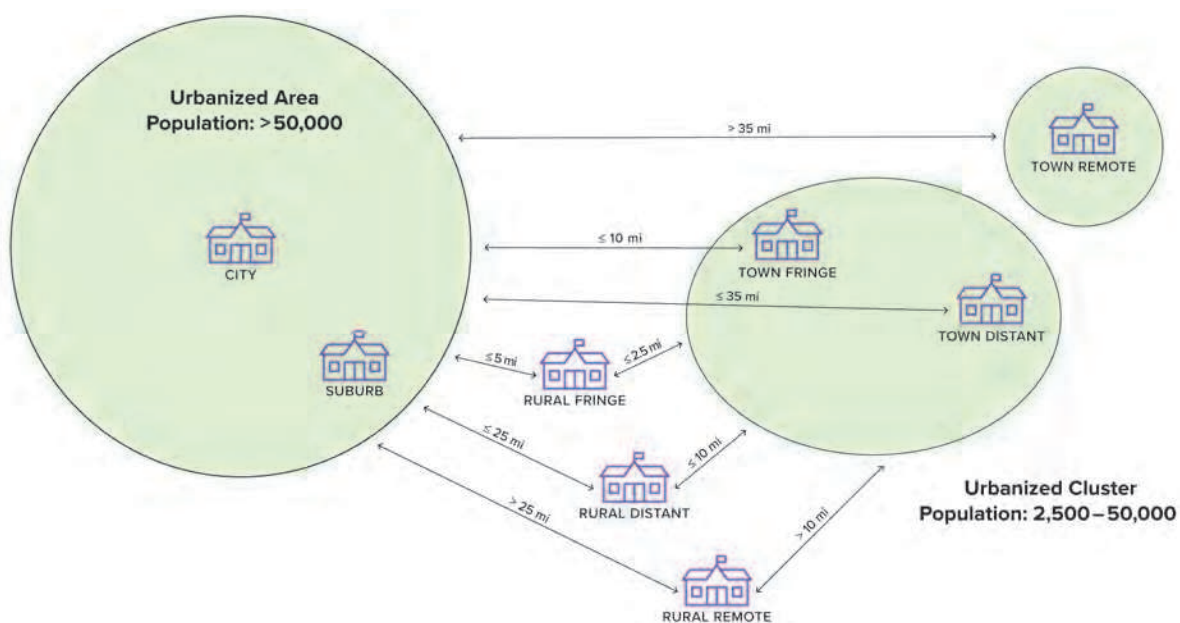 Urbanized Area
Population: >50,000
> 35 mi
TOWN REMOTE
CITY
≤ 10 mi
TOWN FRINGE
≤ 35 mi
TOWN DISTANT
SUBURB
≤5 mi
RURAL FRINGE
≤2.5 mi
≤ 25 mi
RURAL DISTANT
≤10 mi
> 25 mi
RURAL REMOTE
> 10 mi
Urbanized Cluster
Population: 2,500–50,000